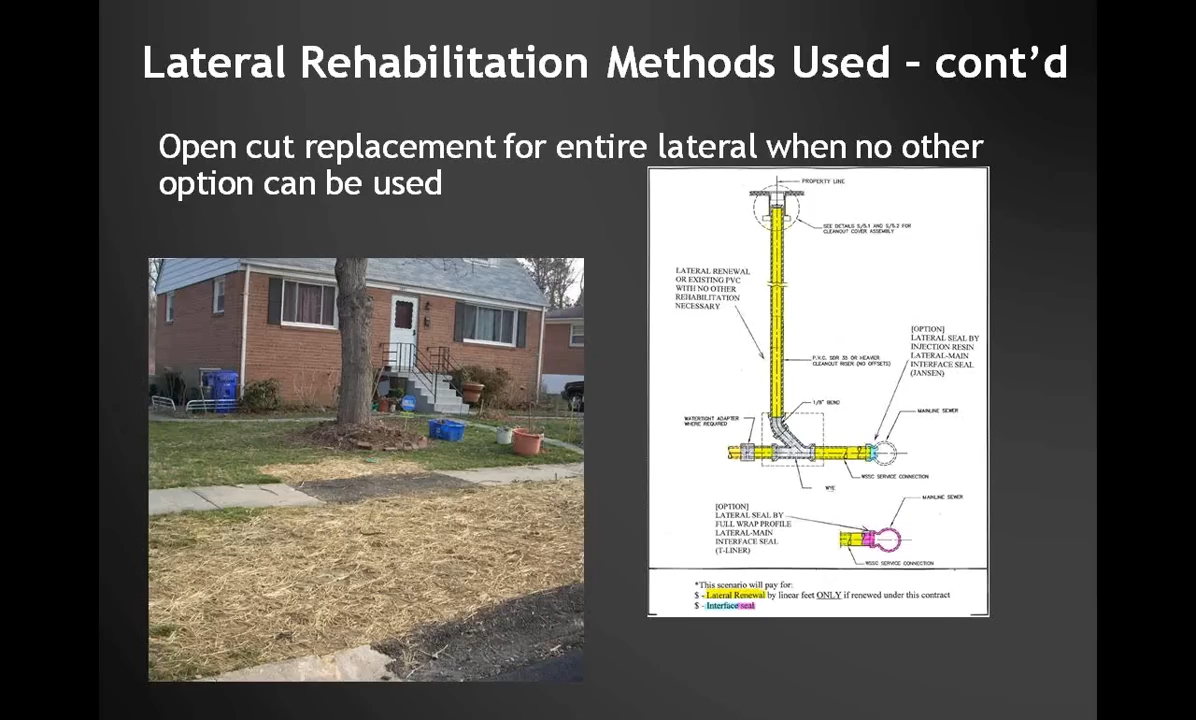 Lateral Rehabilitation Methods Used – cont’d
Open cut replacement for entire lateral when no other
option can be used
PROPERTY LINE
SEE DETAILS S/5.1 AND S/5.2 FOR
CLEANOUT COVER ASSEMBLY
LATERAL RENEWAL
OR EXISTING PVC
WITH NO OTHER
REHABILITATION
NECESSARY
[OPTION]
LATERAL SEAL BY
INJECTION RESIN
LATERAL-MAIN
INTERFACE SEAL
(JANSEN)
P.V.C. SDR 35 OR HEAVER
CLEANOUT RISER (NO OFFSETS)
1/8" BEND
MAINLINE SEWER
WATERTIGHT ADAPTER
WHERE REQUIRED
WSSC SERVICE CONNECTION
WYE
MAINLINE SEWER
[OPTION]
LATERAL SEAL BY
FULL WRAP PROFILE
LATERAL-MAIN
INTERFACE SEAL
(T-LINER)
WSSC SERVICE CONNECTION
*This scenario will pay for:
$ - Lateral Renewal by linear feet ONLY if renewed under this contract
$ - Interface seal